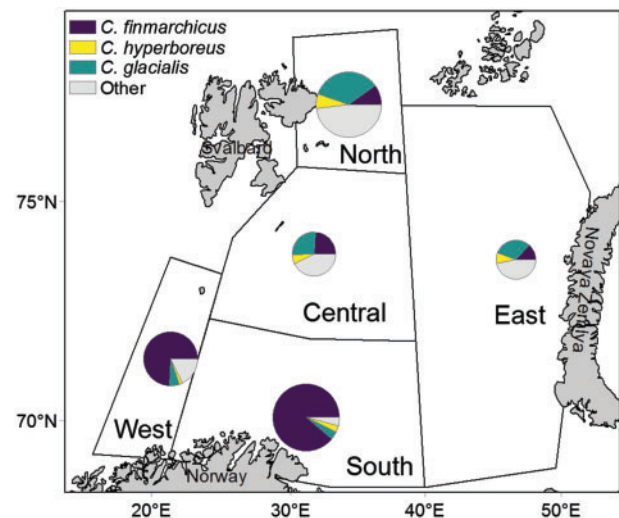 C. finmarchicus
C. hyperboreus
C. glacialis
Other
Svalbard
North
75°N
Novaya Zemlya
Central
East
70°N
West
South
Norway
20°E
30°E
40°E
50°E